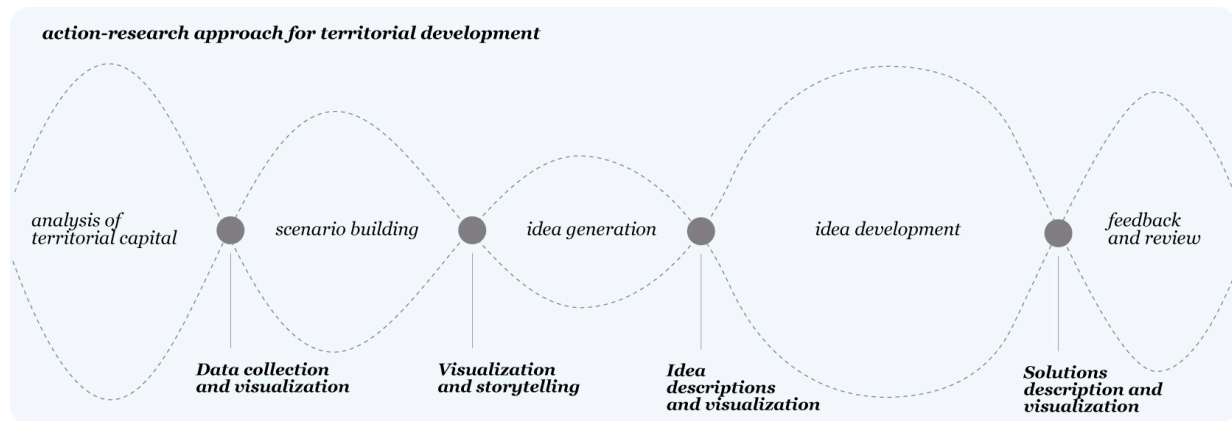 action-research approach for territorial development
analysis of
territorial capital
scenario building
idea generation
idea development
feedback
and review
Data collection
and visualization
Visualization
and storytelling
Idea
descriptions
and visualization
Solutions
description and
visualization